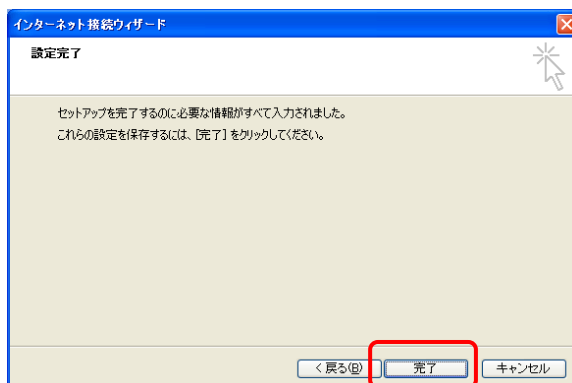 インターネット接続ウィザード
設定完了
セットアップを完了するのに必要な情報がすべて入力されました。
これらの設定を保存するには、[完了] をクリックしてください。
< 戻る(B)
完了
キャンセル